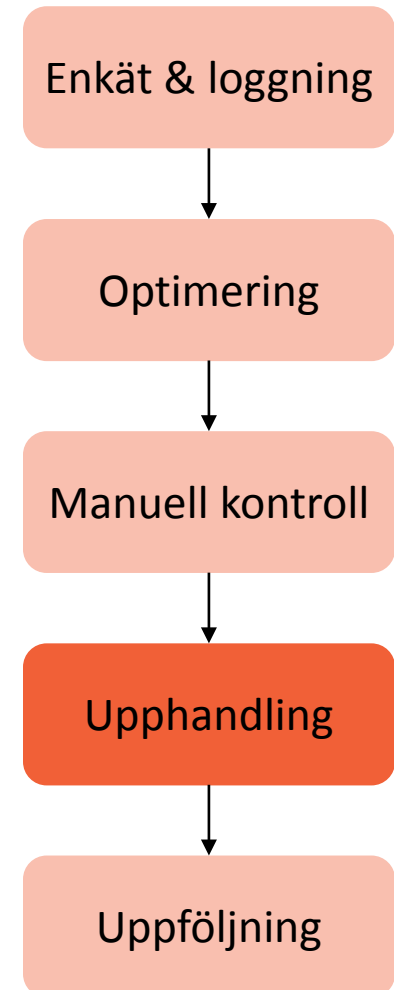 Enkät & loggning
Optimering
Manuell kontroll
Upphandling
Uppföljning